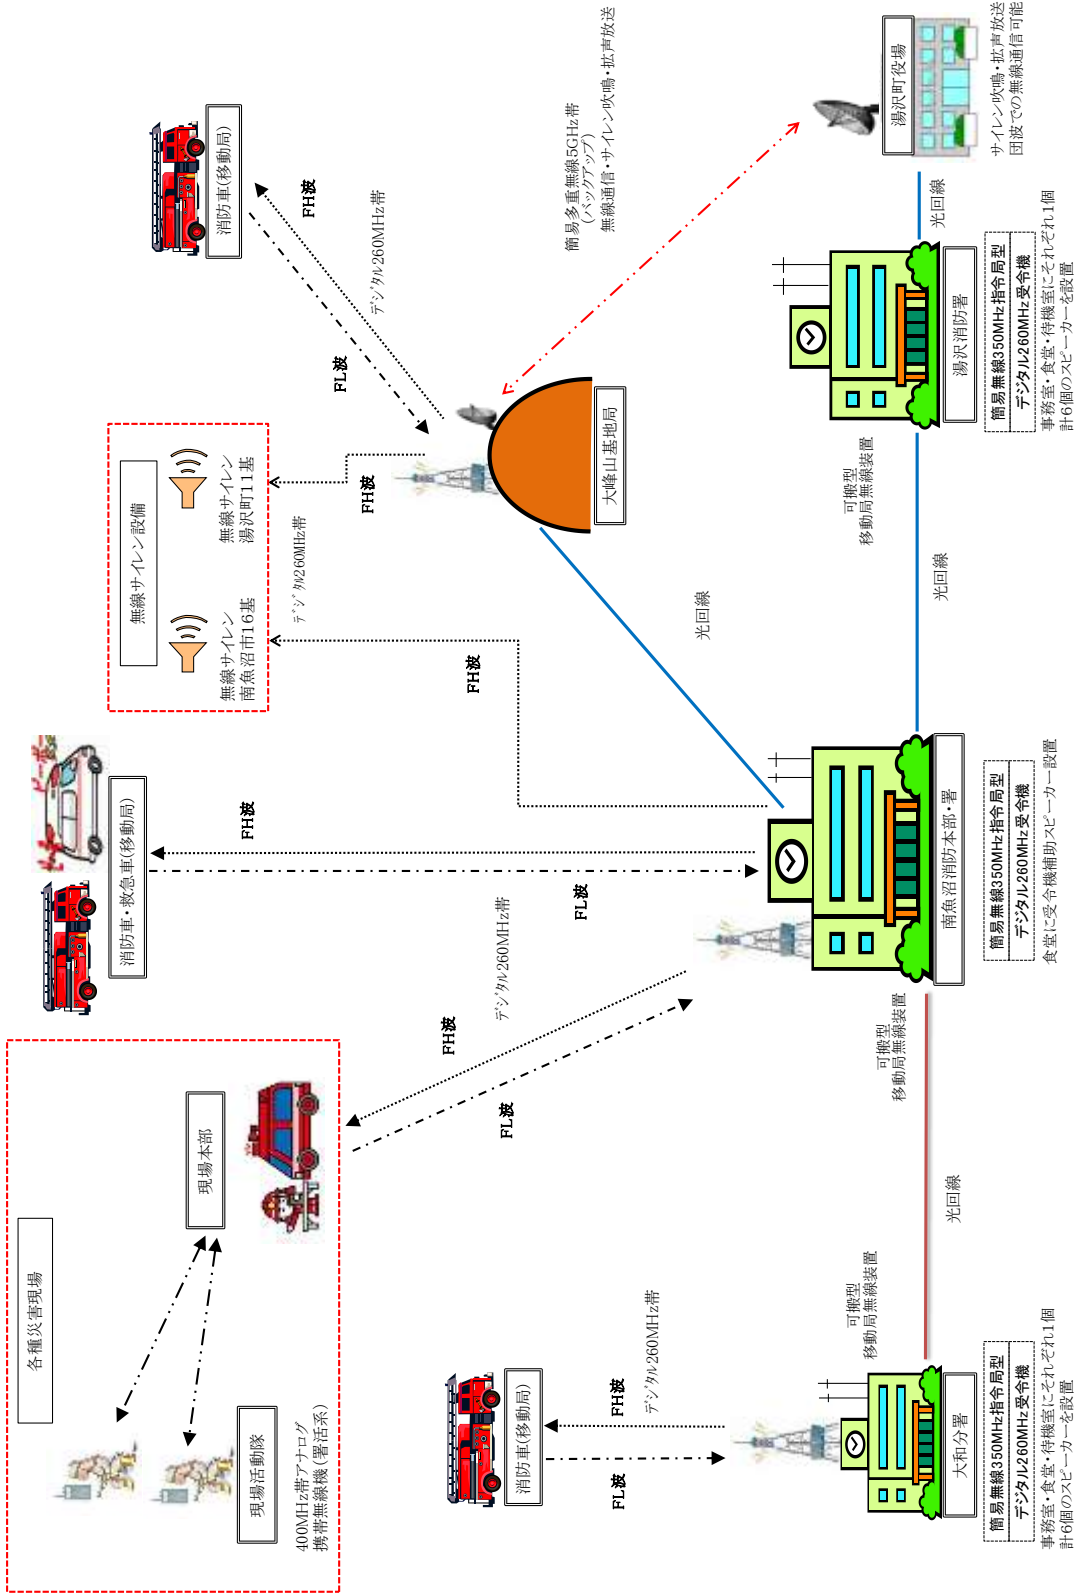 各種災害現場
現場本部
現場活動隊
400MHz帯アナログ
携帯無線機(署活系)
消防車・救急車(移動局)
無線サイレン設備
無線サイレン
南魚沼市16基
無線サイレン
湯沢町11基
デジタル260MHz帯
消防車(移動局)
FH波
FL波
デジタル260MHz帯
FH波
FH波
FH波
FL波
デジタル260MHz帯
FH波
FL波
簡易多重無線5GHz帯
(バックアップ)
無線通信・サイレン吹鳴・拡声放送
大峰山基地局
光回線
消防車(移動局)
FH波
FL波
デジタル260MHz帯
可搬型
移動局無線装置
可搬型
移動局無線装置
可搬型
移動局無線装置
大和分署
光回線
南魚沼消防本部・署
光回線
湯沢消防署
光回線
湯沢町役場
サイレン吹鳴・拡声放送
団波での無線通信可能
簡易無線350MHz指令局型
デジタル260MHz受令機
事務室・食堂・待機室にそれぞれ1個
計6個のスピーカーを設置
簡易無線350MHz指令局型
デジタル260MHz受令機
食堂に受令機補助スピーカー設置
簡易無線350MHz指令局型
デジタル260MHz受令機
事務室・食堂・待機室にそれぞれ1個
計6個のスピーカーを設置